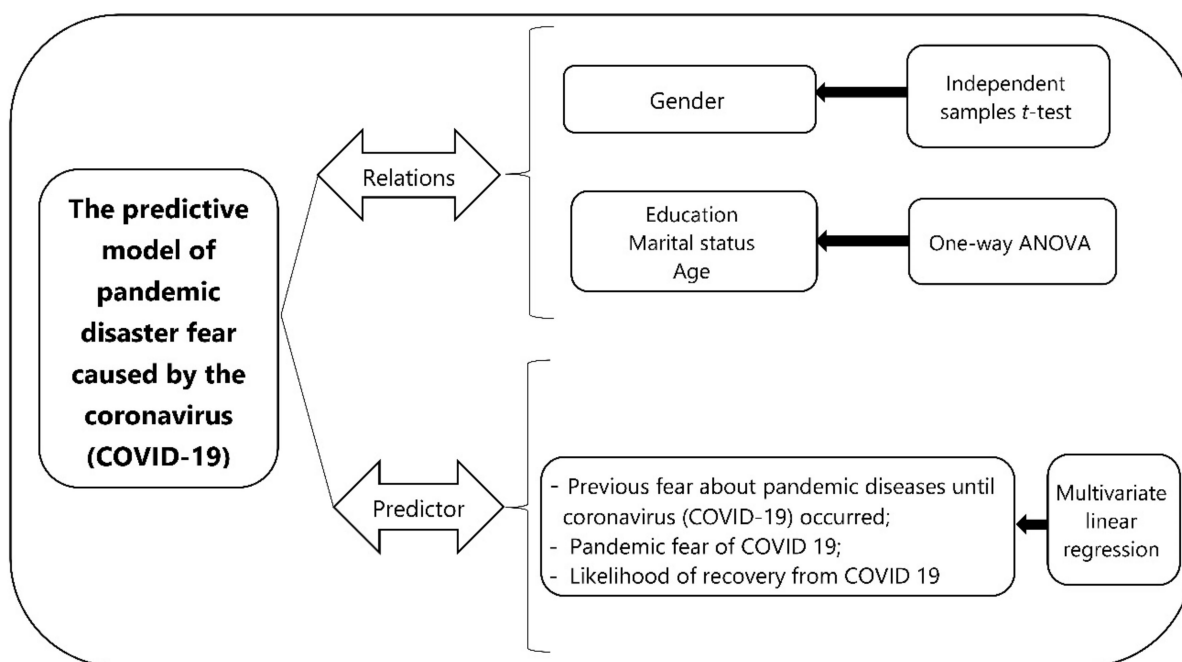 The predictive
model of
pandemic
disaster fear
caused by the
coronavirus
(COVID-19)
Relations
Gender
Independent
samples t-test
Education
Marital status
Age
One-way ANOVA
Predictor
- Previous fear about pandemic diseases until
coronavirus (COVID-19) occurred;
- Pandemic fear of COVID 19;
- Likelihood of recovery from COVID 19
Multivariate
linear
regression